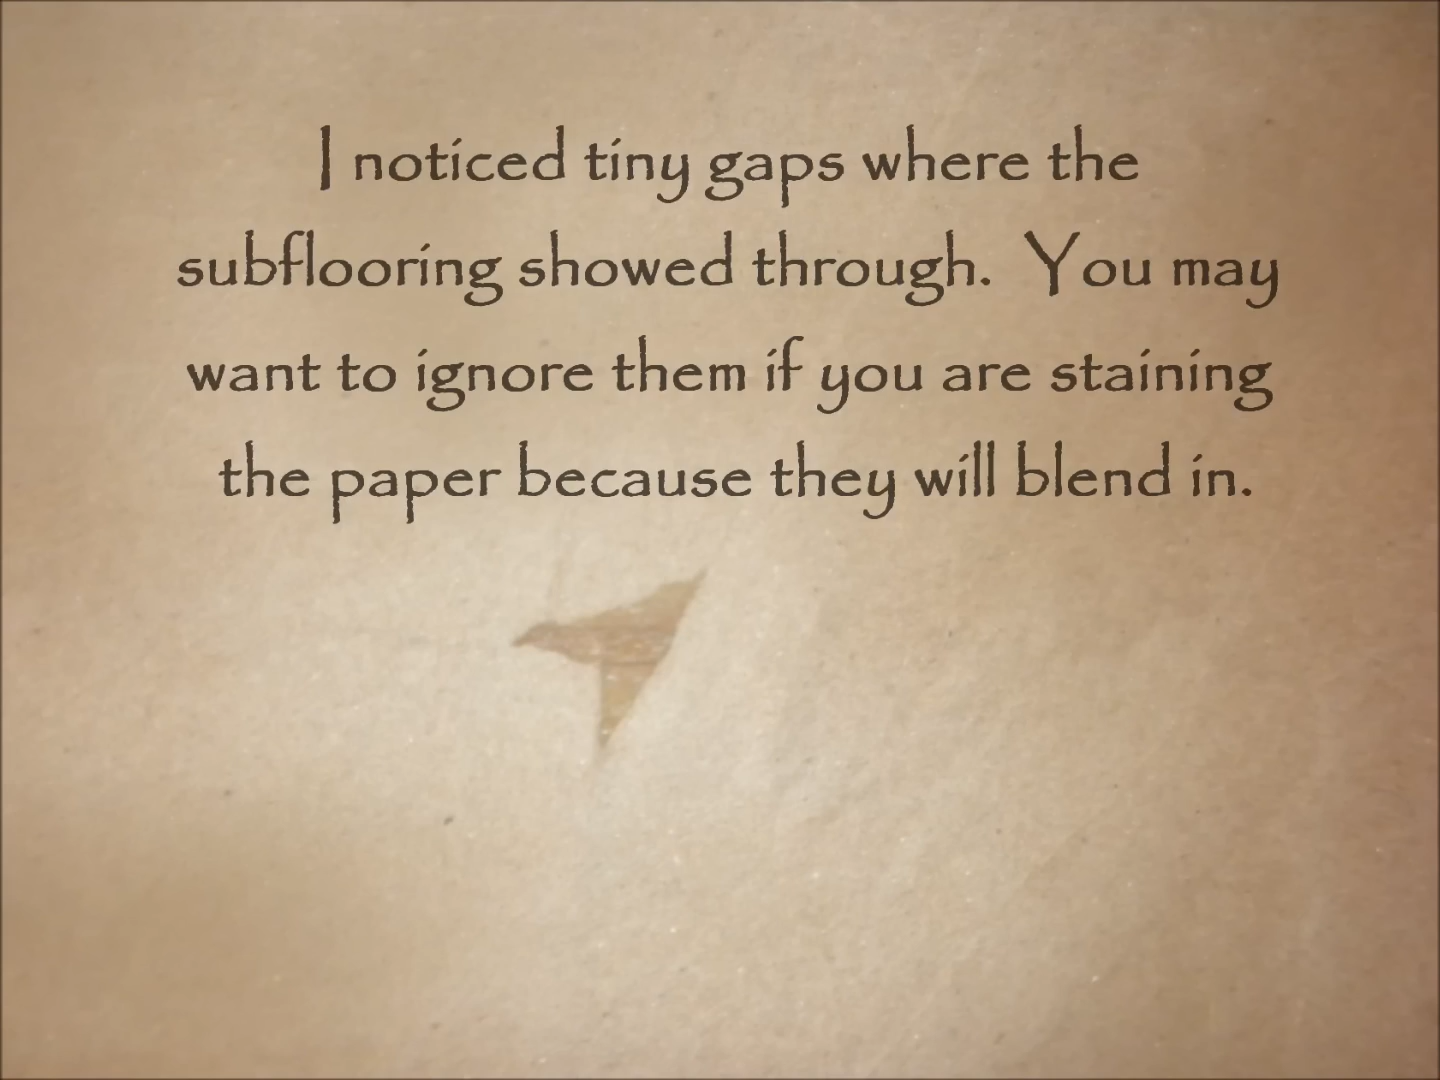 I noticed tiny gaps where the
subflooring showed through.  You may
want to ignore them if you are staining
the paper because they will blend in.